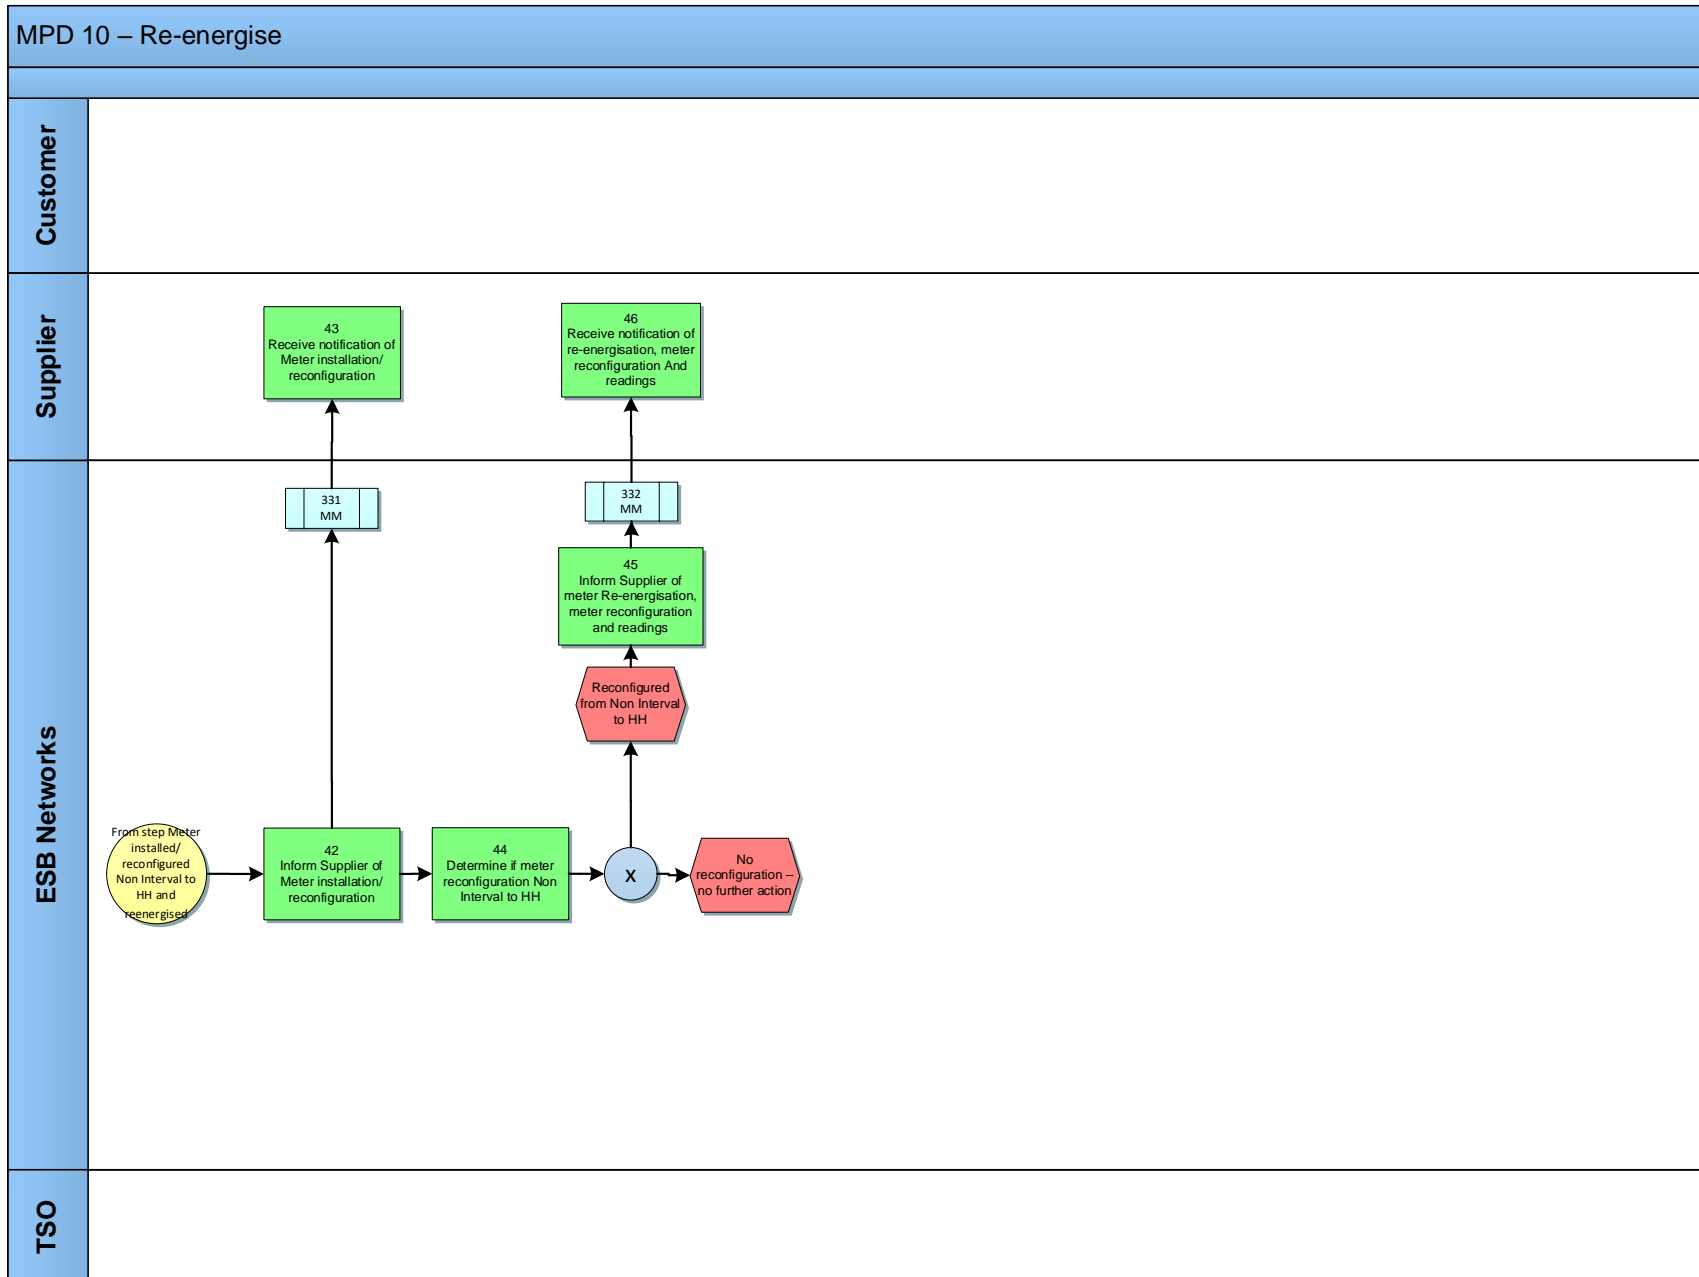 MPD 10 – Re-energise
Customer
Supplier
43
Receive notification of
Meter installation/
reconfiguration
46
Receive notification of
re-energisation, meter
reconfiguration And
readings
ESB Networks
331
MM
332
MM
45
Inform Supplier of
meter Re-energisation,
meter reconfiguration
and readings
Reconfigured
from Non Interval
to HH
From step Meter
installed/
reconfigured
Non Interval to
HH and
reenergised
42
Inform Supplier of
Meter installation/
reconfiguration
44
Determine if meter
reconfiguration Non
Interval to HH
X
No
reconfiguration –
no further action
TSO